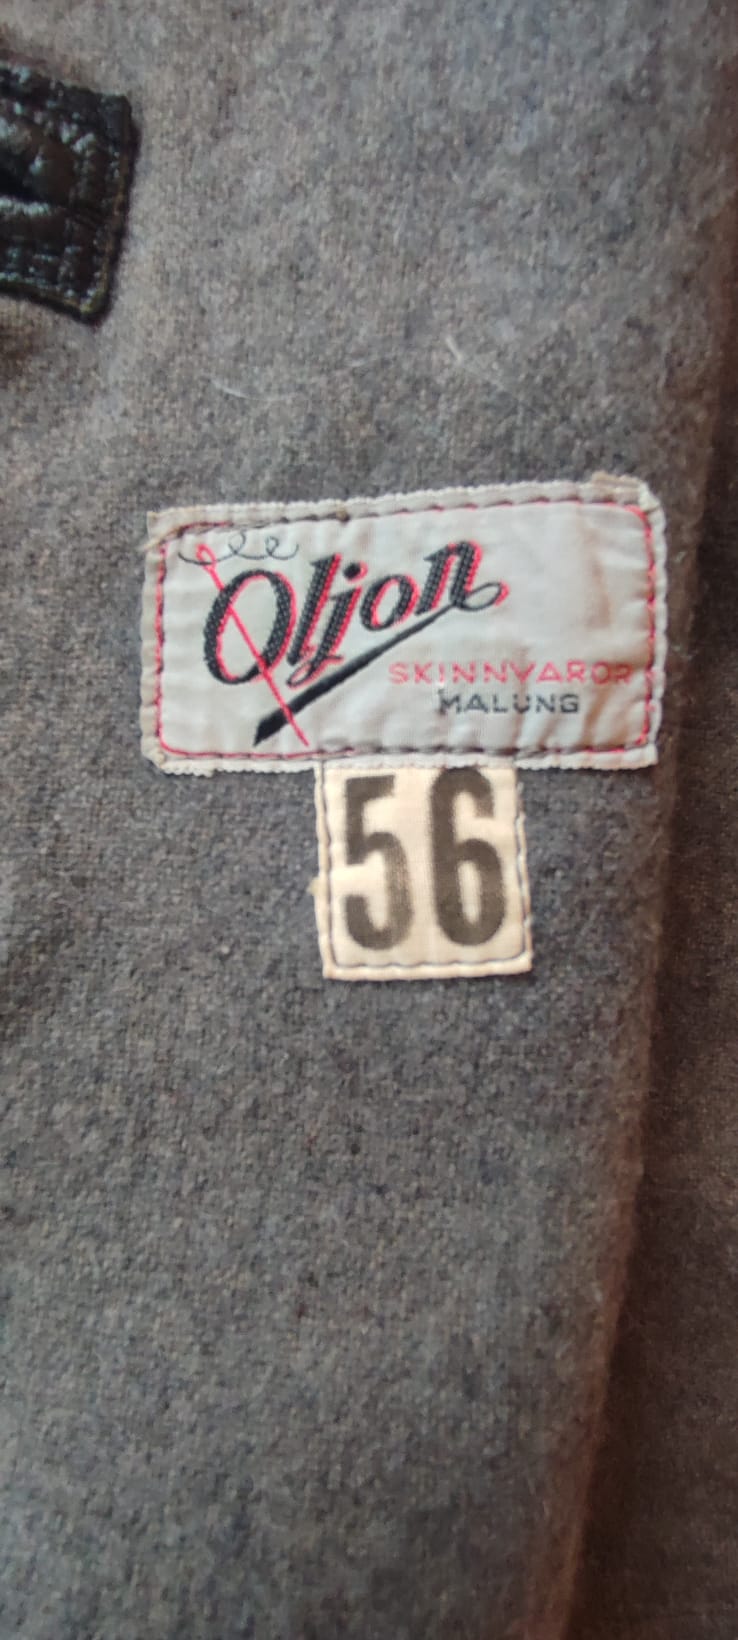 Oljon
SKINNVAROR
MALUNG
56